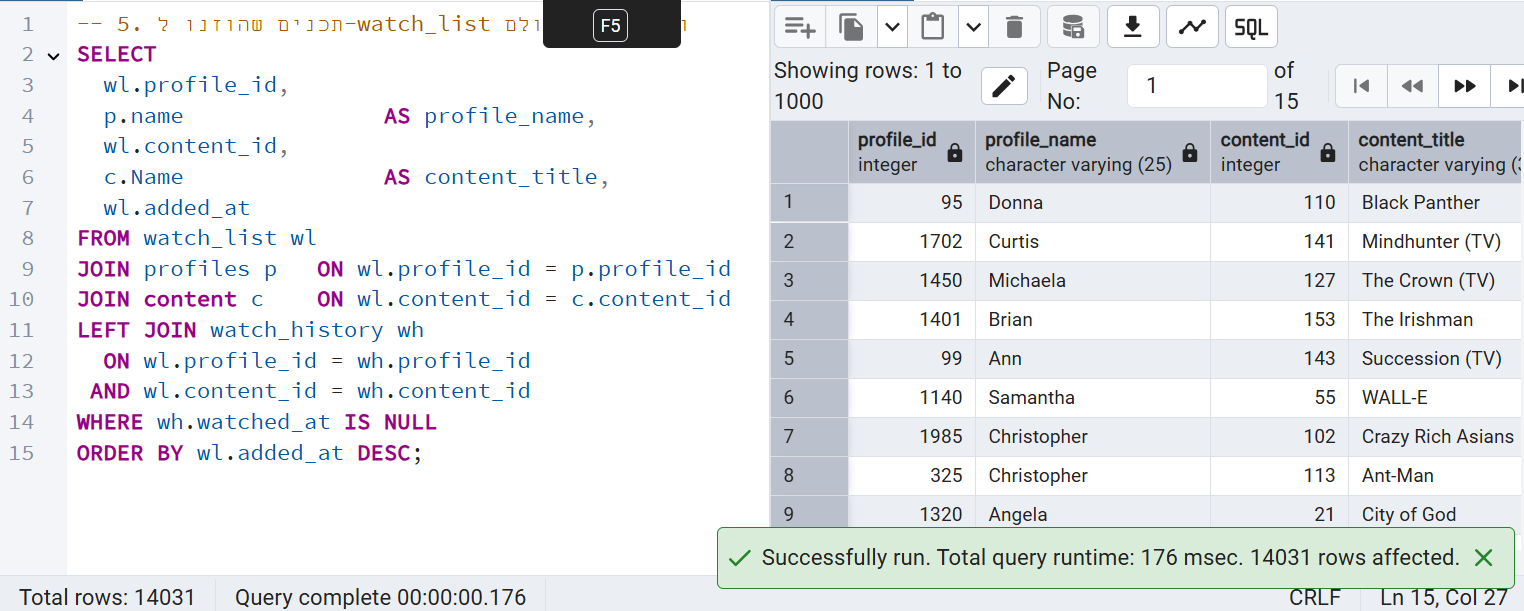 1 -- 5. תכנים שהוזנו ל-watch_list
F5
2 SELECT
3 wl.profile_id,
4 p.name AS profile_name,
5 wl.content_id,
6 c.Name AS content_title,
7 wl.added_at
8 FROM watch_list wl
9 JOIN profiles p ON wl.profile_id = p.profile_id
10 JOIN content c ON wl.content_id = c.content_id
11 LEFT JOIN watch_history wh
12 ON wl.profile_id = wh.profile_id
13 AND wl.content_id = wh.content_id
14 WHERE wh.watched_at IS NULL
15 ORDER BY wl.added_at DESC;
SQL
Showing rows: 1 to
1000
Page
No:
1
of
15
profile_id profile_name content_id content_title
integer character varying (25) integer character varying
1 95 Donna 110 Black Panther
2 1702 Curtis 141 Mindhunter (TV)
3 1450 Michaela 127 The Crown (TV)
4 1401 Brian 153 The Irishman
5 99 Ann 143 Succession (TV)
6 1140 Samantha 55 WALL-E
7 1985 Christopher 102 Crazy Rich Asians
8 325 Christopher 113 Ant-Man
9 1320 Angela 21 City of God
Successfully run. Total query runtime: 176 msec. 14031 rows affected.
Total rows: 14031 Query complete 00:00:00.176 CRLF Ln 15, Col 27